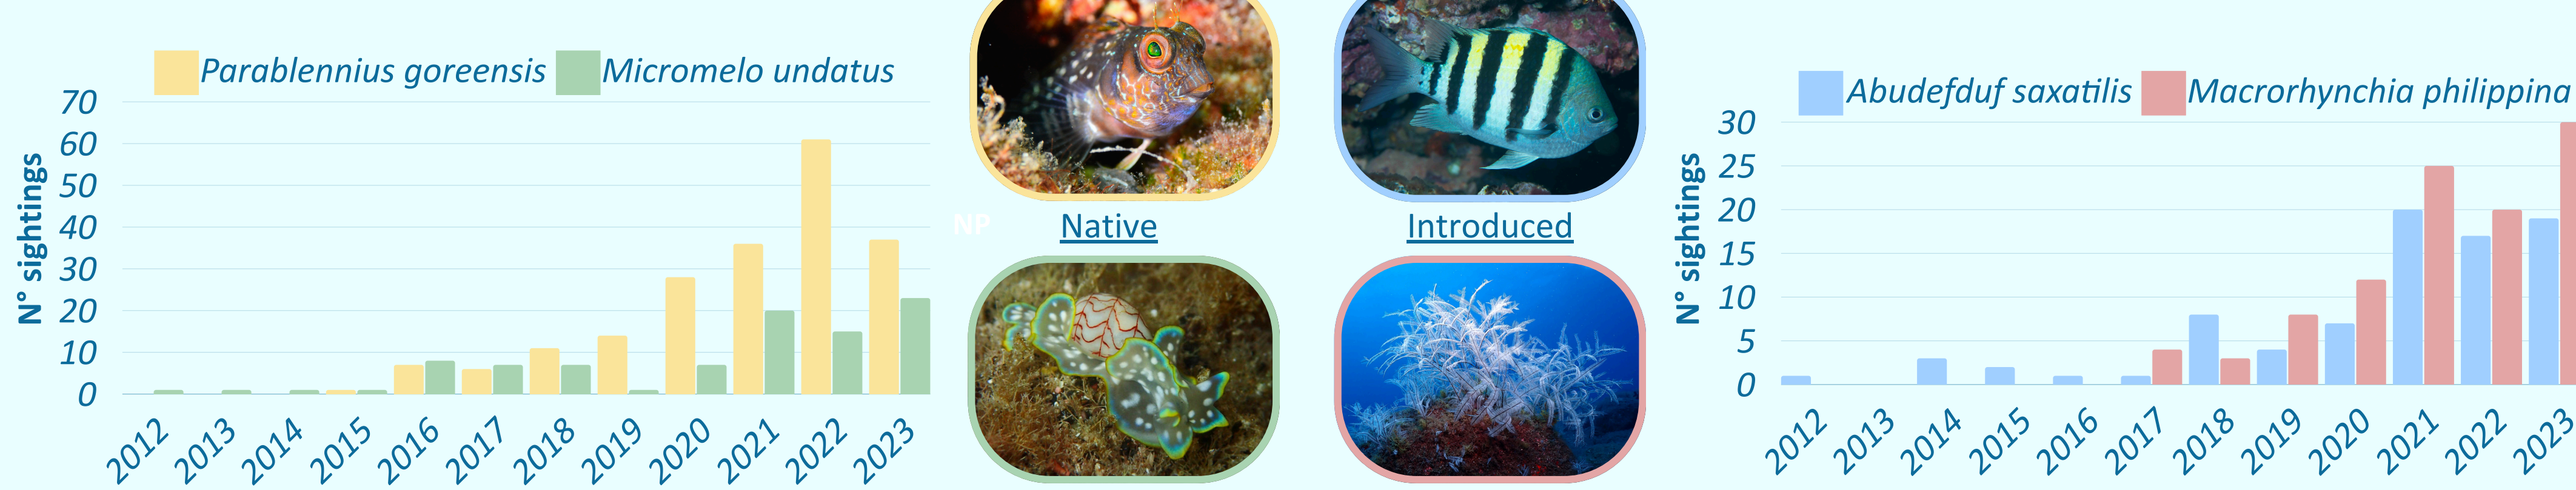 Parablennius goreensis Micromelo undatus
70
60
50
40
30
20
10
0
N° sightings
2012 2013 2014 2015 2016 2017 2018 2019 2020 2021 2022 2023
NP
Native
Introduced
Abudefduf saxatilis Macrorhynchia philippina
30
25
20
15
10
5
0
N° sightings
2012 2013 2014 2015 2016 2017 2018 2019 2020 2021 2022 2023